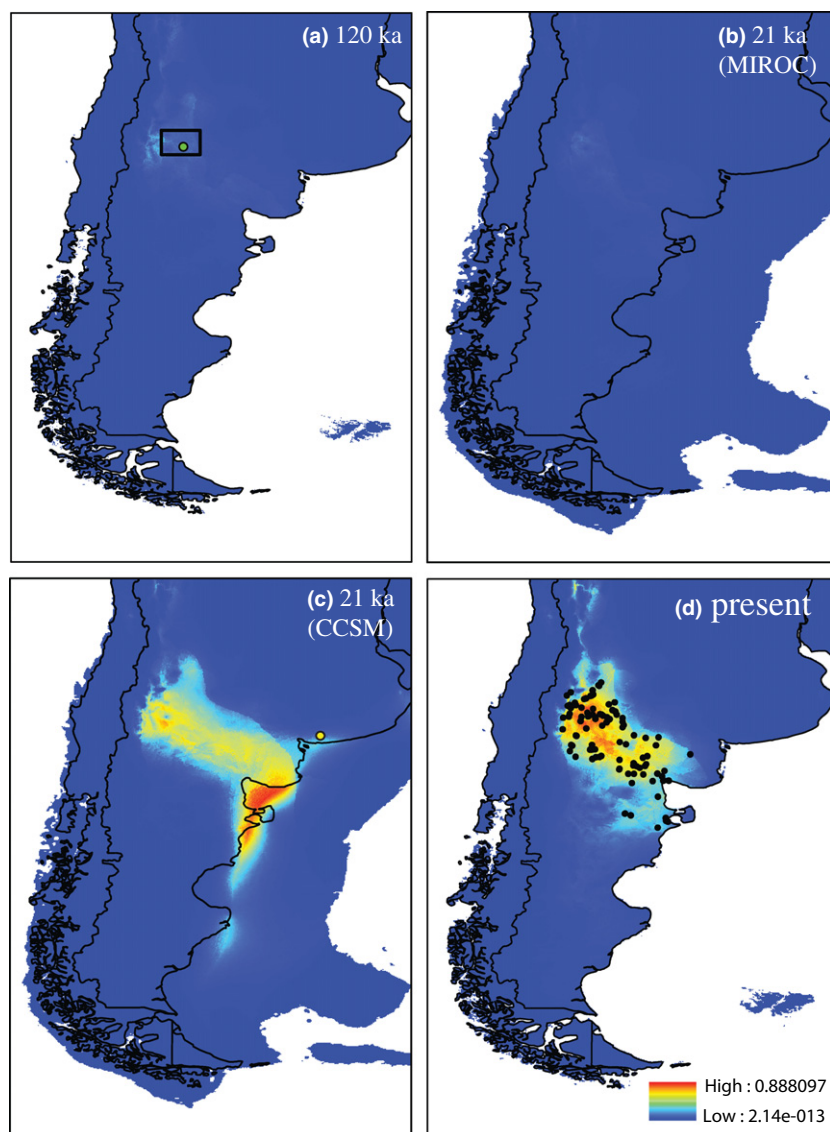 (a) 120 ka
(b) 21 ka
(MIROC)
(c) 21 ka
(CCSM)
(d) present
High : 0.888097
Low : 2.14e-013